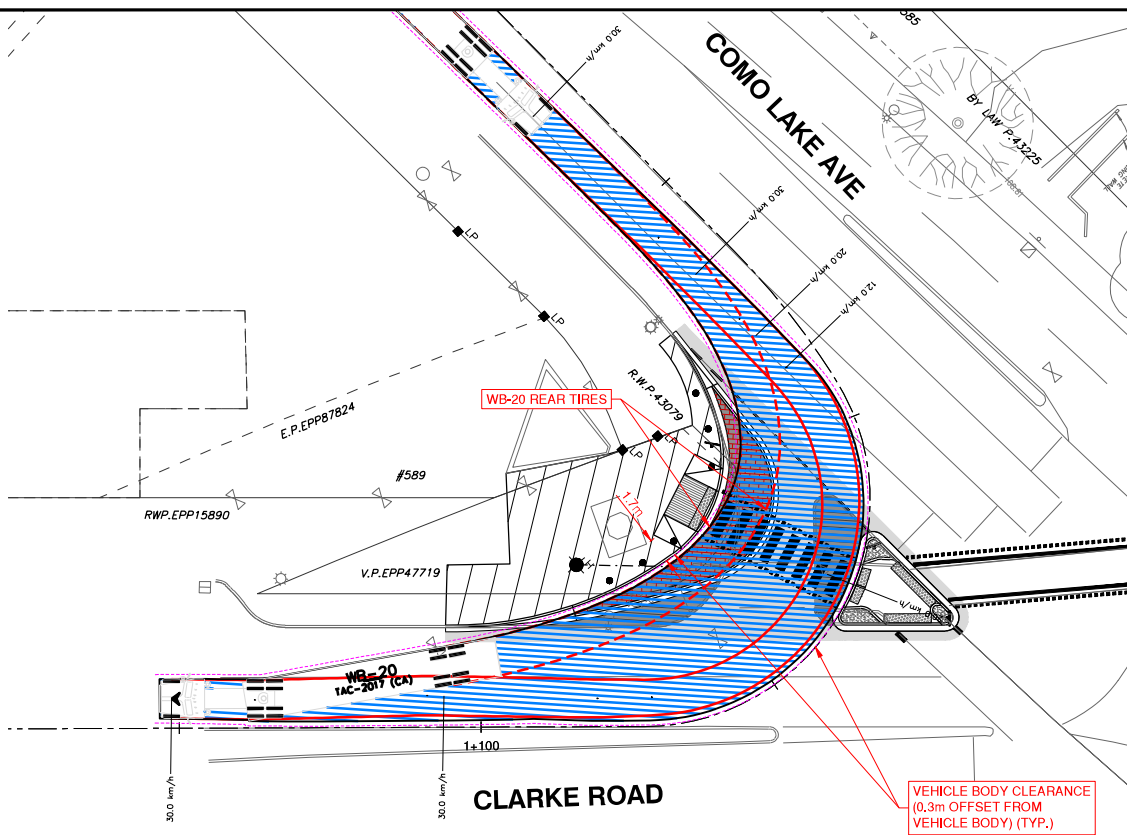 585
30.0 km/h
COMO LAKE AVE
BY LAW P.43225
30.0 km/h
20.0 km/h
12.0 km/h
LP
LP
R.W.P-43079
WB-20 REAR TIRES
E.P.EPP87824
LP
#589
1.7m
RWP.EPP15890
V.P.EPP47719
km/h
WB-20
TAC-2017 (CA)
1+100
30.0 km/h
30.0 km/h
CLARKE ROAD
VEHICLE BODY CLEARANCE
(0.3m OFFSET FROM
VEHICLE BODY) (TYP.)